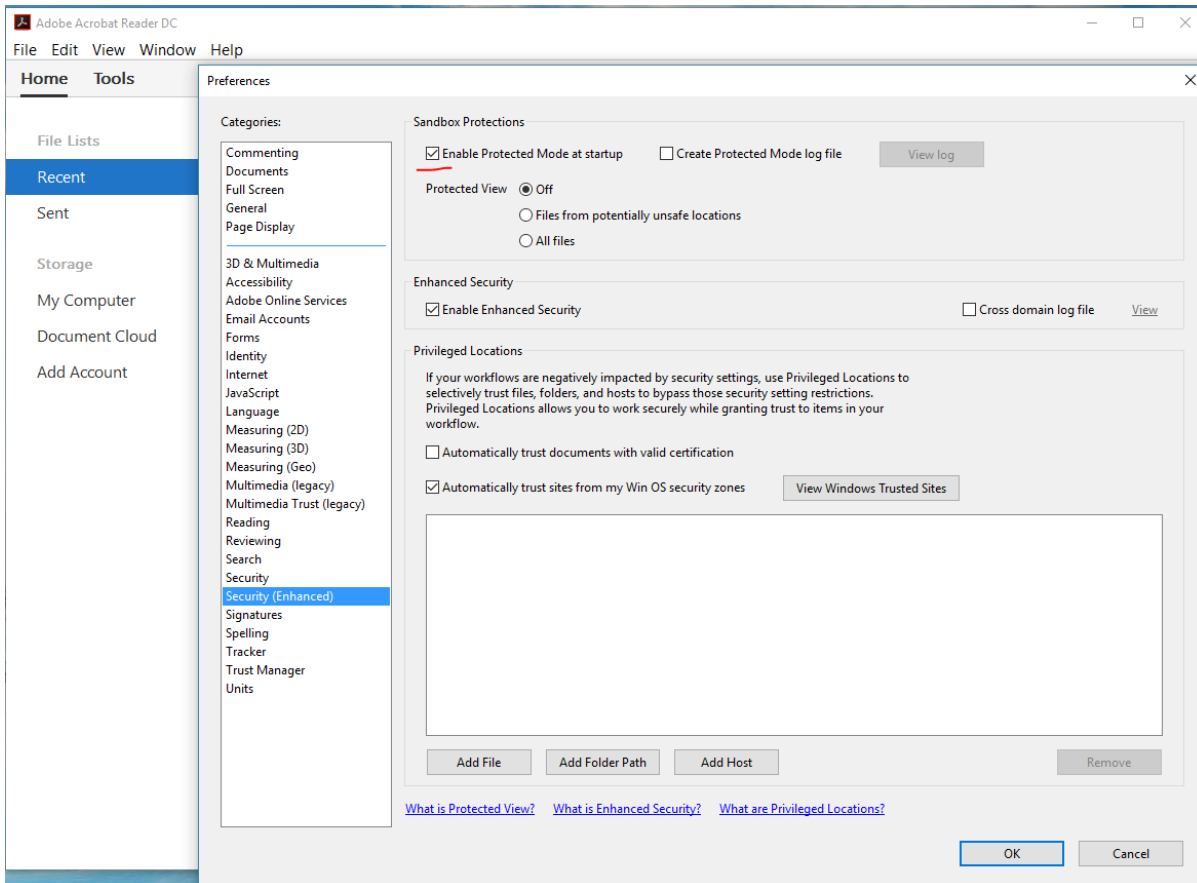 Adobe Acrobat Reader DC
File Edit View Window Help
Home Tools
Preferences
File Lists
Recent
Sent
Storage
My Computer
Document Cloud
Add Account
Categories:
Commenting
Documents
Full Screen
General
Page Display
3D & Multimedia
Accessibility
Adobe Online Services
Email Accounts
Forms
Identity
Internet
JavaScript
Language
Measuring (2D)
Measuring (3D)
Measuring (Geo)
Multimedia (legacy)
Multimedia Trust (legacy)
Reading
Reviewing
Search
Security
Security (Enhanced)
Signatures
Spelling
Tracker
Trust Manager
Units
Sandbox Protections
Enable Protected Mode at startup Create Protected Mode log file View log
Protected View Off
Files from potentially unsafe locations
All files
Enhanced Security
Enable Enhanced Security Cross domain log file View
Privileged Locations
If your workflows are negatively impacted by security settings, use Privileged Locations to
selectively trust files, folders, and hosts to bypass those security setting restrictions.
Privileged Locations allows you to work securely while granting trust to items in your
workflow.
Automatically trust documents with valid certification
Automatically trust sites from my Win OS security zones View Windows Trusted Sites
Add File Add Folder Path Add Host Remove
What is Protected View? What is Enhanced Security? What are Privileged Locations?
OK Cancel